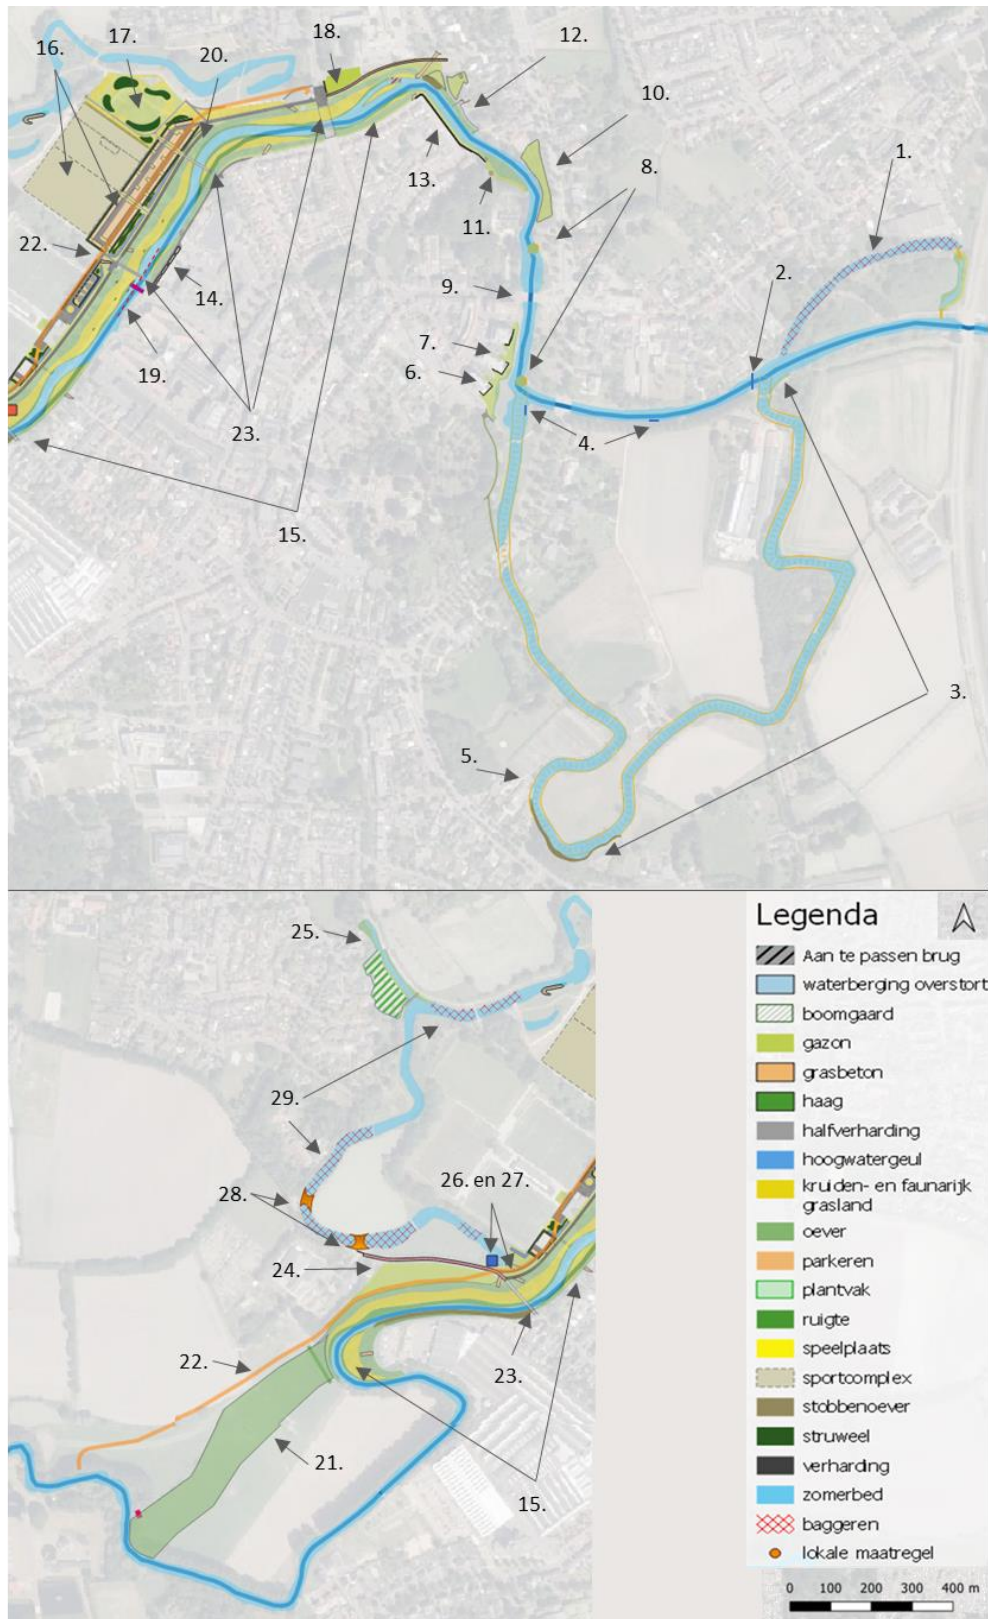 17.
16.
20.
18.
12.
10.
1.
8.
13.
11.
22.
2.
9.
14.
7.
6.
19.
23.
4.
15.
3.
5.
25.
29.
28.
26. en 27.
24.
22.
23.
21.
15.
Legenda
Aan te passen brug
waterberging overstort
boomgaard
gazon
grasbeton
haag
halfverharding
hoogwatergeul
kruiden- en faunarijk
grasland
oever
parkeren
plantvak
ruigte
speelplaats
sportcomplex
stobbenoever
struweel
verharding
zomerbed
baggeren
lokale maatregel
0 100 200 300 400 m